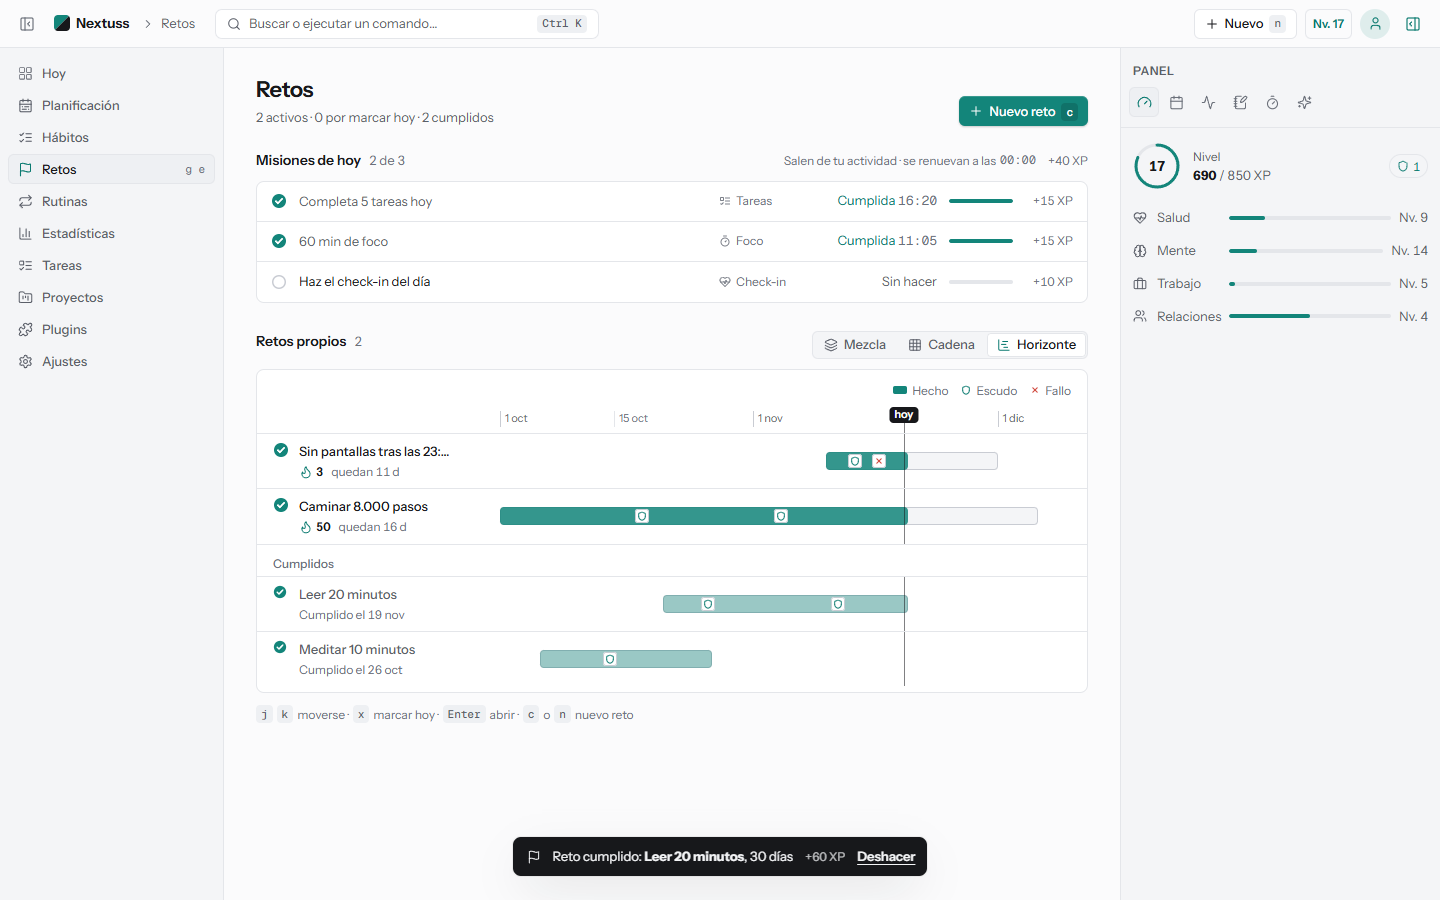 Nextuss > Retos
Buscar o ejecutar un comando... Ctrl K
+ Nuevo n
Nv. 17
Hoy
Planificación
Hábitos
Retos g e
Rutinas
Estadísticas
Tareas
Proyectos
Plugins
Ajustes
Retos
2 activos · 0 por marcar hoy · 2 cumplidos
+ Nuevo reto c
Misiones de hoy 2 de 3
Salen de tu actividad · se renuevan a las 00:00 +40 XP
Completa 5 tareas hoy Tareas Cumplida 16:20 +15 XP
60 min de foco Foco Cumplida 11:05 +15 XP
Haz el check-in del día Check-in Sin hacer +10 XP
Retos propios 2
Mezcla Cadena Horizonte
Hecho Escudo Fallo
1 oct 15 oct 1 nov hoy 1 dic
Sin pantallas tras las 23:...
3 quedan 11 d
Caminar 8.000 pasos
50 quedan 16 d
Cumplidos
Leer 20 minutos
Cumplido el 19 nov
Meditar 10 minutos
Cumplido el 26 oct
j k moverse · x marcar hoy · Enter abrir · c o n nuevo reto
PANEL
17
Nivel
690 / 850 XP
1
Salud Nv. 9
Mente Nv. 14
Trabajo Nv. 5
Relaciones Nv. 4
Reto cumplido: Leer 20 minutos, 30 días +60 XP Deshacer